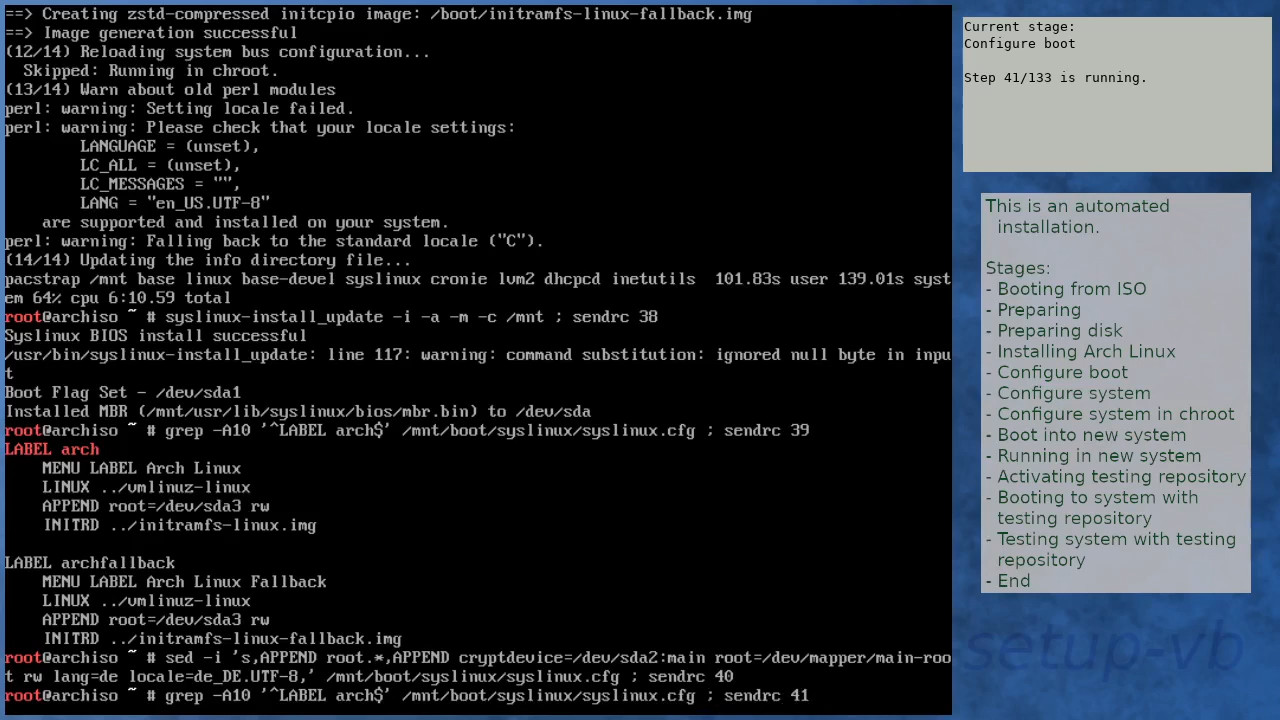 ==> Creating zstd-compressed initcpio image: /boot/initramfs-linux-fallback.img
==> Image generation successful
(12/14) Reloading system bus configuration...
  Skipped: Running in chroot.
(13/14) Warn about old perl modules
perl: warning: Setting locale failed.
perl: warning: Please check that your locale settings:
        LANGUAGE = (unset),
        LC_ALL = (unset),
        LC_MESSAGES = "",
        LANG = "en_US.UTF-8"
    are supported and installed on your system.
perl: warning: Falling back to the standard locale ("C").
(14/14) Updating the info directory file...
pacstrap /mnt base linux base-devel syslinux cronie lvm2 dhcpcd inetutils  101.83s user 139.01s syst
em 64% cpu 6:10.59 total
root@archiso ~ # syslinux-install_update -i -a -m -c /mnt ; sendrc 38
Syslinux BIOS install successful
/usr/bin/syslinux-install_update: line 117: warning: command substitution: ignored null byte in inpu
t
Boot Flag Set - /dev/sda1
Installed MBR (/mnt/usr/lib/syslinux/bios/mbr.bin) to /dev/sda
root@archiso ~ # grep -A10 '^LABEL arch$' /mnt/boot/syslinux/syslinux.cfg ; sendrc 39
LABEL arch
    MENU LABEL Arch Linux
    LINUX ../vmlinuz-linux
    APPEND root=/dev/sda3 rw
    INITRD ../initramfs-linux.img

LABEL archfallback
    MENU LABEL Arch Linux Fallback
    LINUX ../vmlinuz-linux
    APPEND root=/dev/sda3 rw
    INITRD ../initramfs-linux-fallback.img
root@archiso ~ # sed -i 's,APPEND root.*,APPEND cryptdevice=/dev/sda2:main root=/dev/mapper/main-roo
t rw lang=de locale=de_DE.UTF-8,' /mnt/boot/syslinux/syslinux.cfg ; sendrc 40
root@archiso ~ # grep -A10 '^LABEL arch$' /mnt/boot/syslinux/syslinux.cfg ; sendrc 41
Current stage:
Configure boot

Step 41/133 is running.
This is an automated
installation.

Stages:
- Booting from ISO
- Preparing
- Preparing disk
- Installing Arch Linux
- Configure boot
- Configure system
- Configure system in chroot
- Boot into new system
- Running in new system
- Activating testing repository
- Booting to system with
testing repository
- Testing system with testing
repository
- End
setup-vb